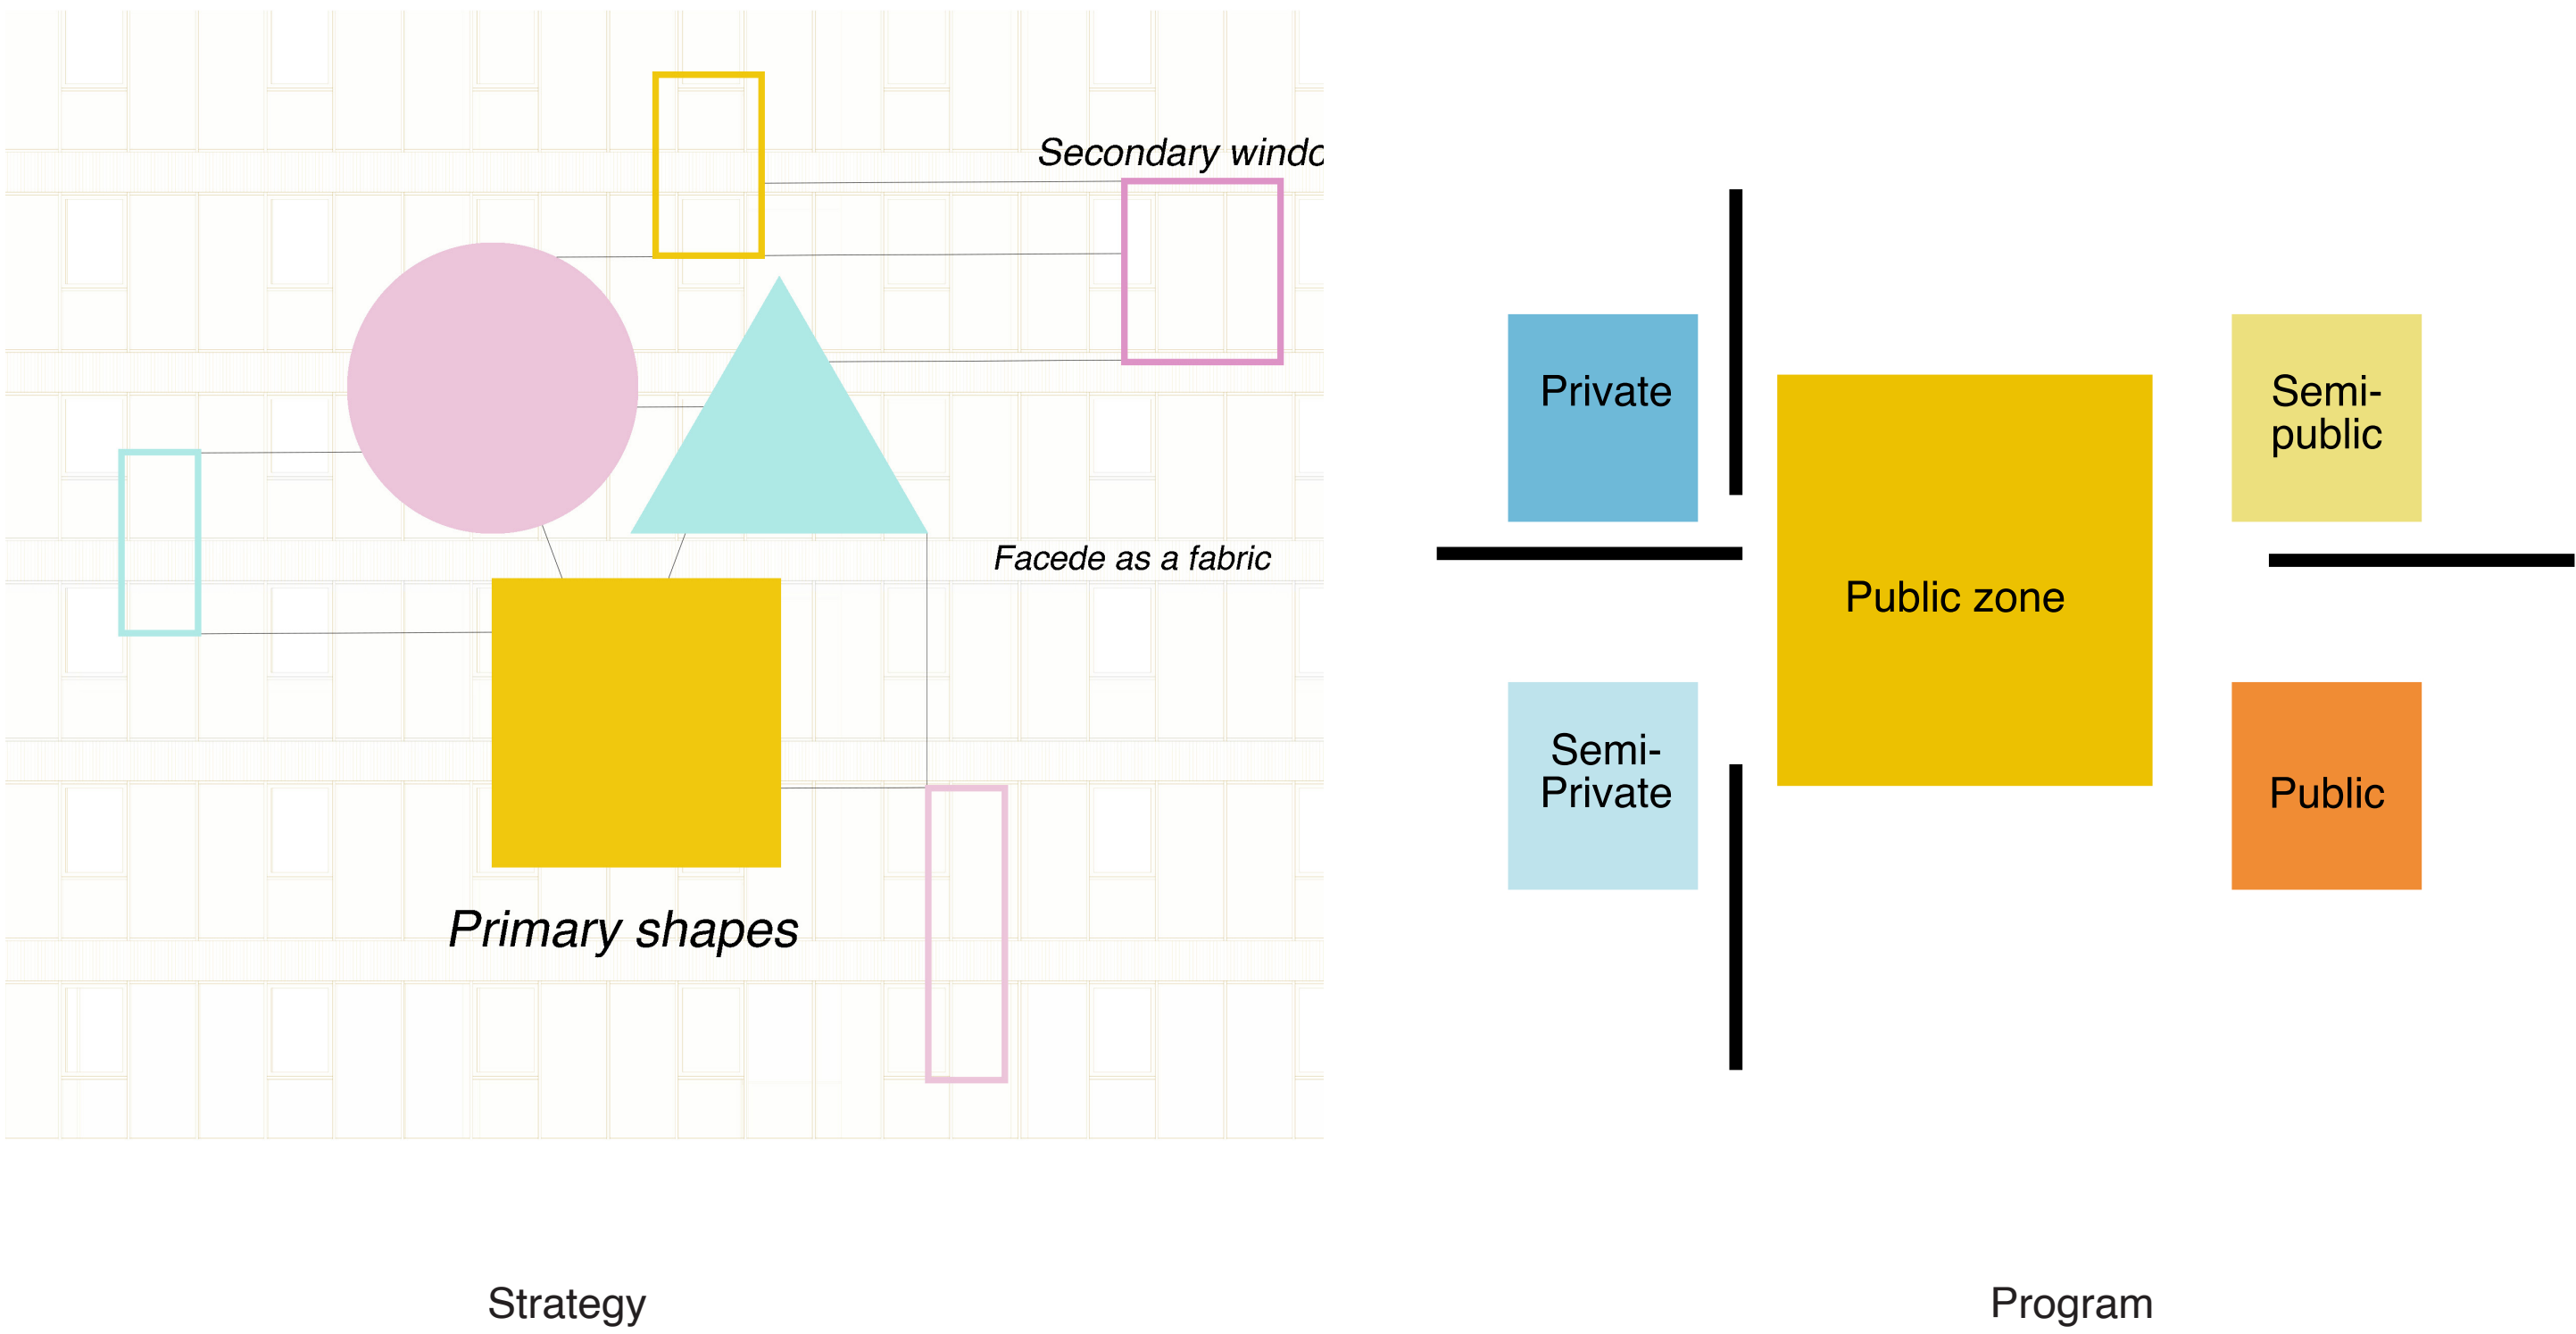 Secondary windo
Facede as a fabric
Primary shapes
Strategy
Private
Semi-
public
Public zone
Semi-
Private
Public
Program